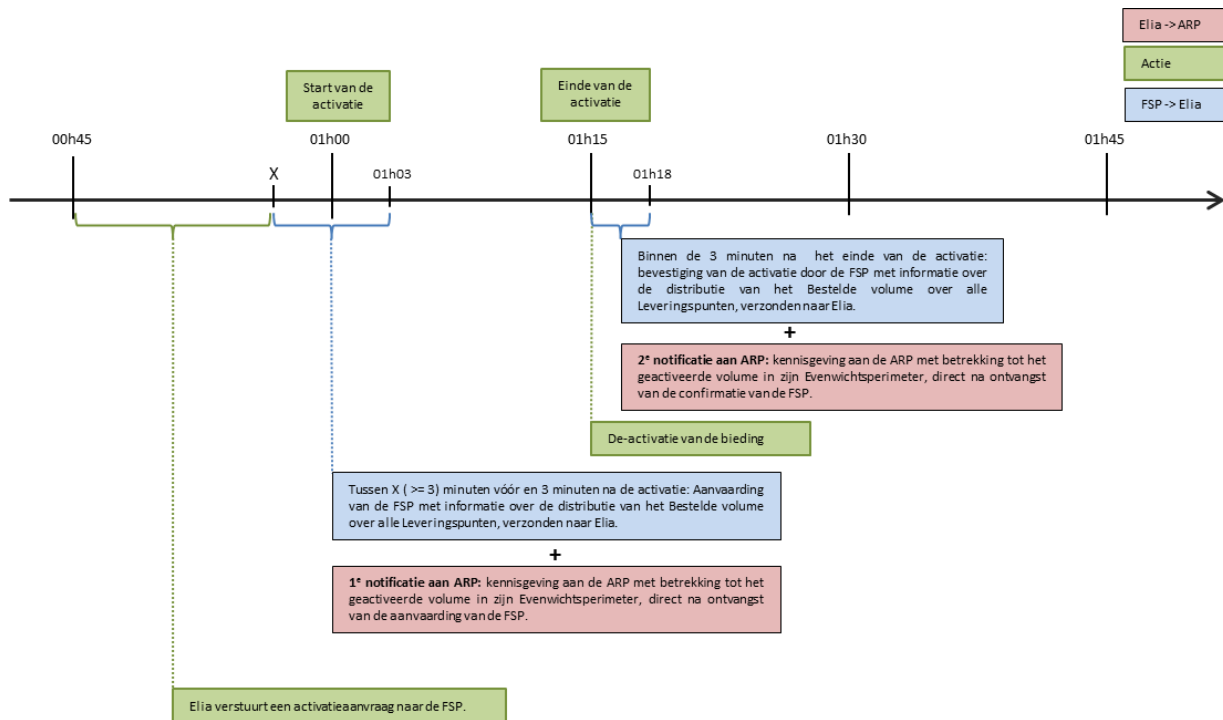 Elia -> ARP
Actie
FSP -> Elia
Start van de
activatie
Einde van de
activatie
00h45
01h00
01h15
01h30
01h45
X
01h03
01h18
Binnen de 3 minuten na het einde van de activatie:
bevestiging van de activatie door de FSP met informatie over
de distributie van het Bestelde volume over alle
Leveringspunten, verzonden naar Elia.
+
2e notificatie aan ARP: kennisgeving aan de ARP met betrekking tot het
geactiveerde volume in zijn Evenwichtsperimeter, direct na ontvangst
van de confirmatie van de FSP.
De-activatie van de bieding
Tussen X ( >= 3) minuten vóór en 3 minuten na de activatie: Aanvaarding
van de FSP met informatie over de distributie van het Bestelde volume
over alle Leveringspunten, verzonden naar Elia.
+
1e notificatie aan ARP: kennisgeving aan de ARP met betrekking tot het
geactiveerde volume in zijn Evenwichtsperimeter, direct na ontvangst
van de aanvaarding van de FSP.
Elia verstuurt een activatieaanvraag naar de FSP.